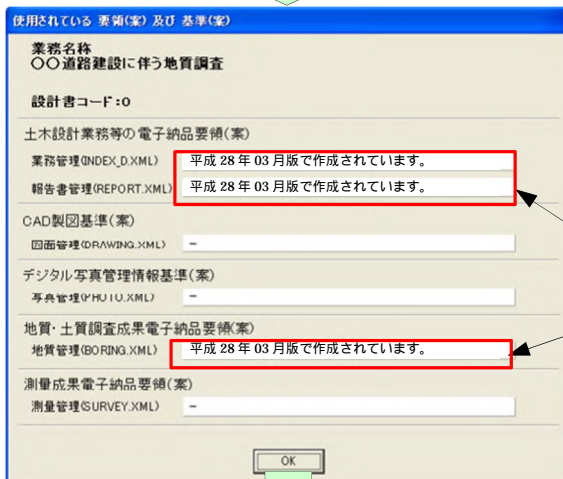 使用されている 要領(案) 及び 基準(案)
業務名称
〇〇道路建設に伴う地質調査
設計書コード:0
土木設計業務等の電子納品要領(案)
業務管理(INDEX_D.XML) 平成 28 年 03 月版で作成されています。
報告書管理(REPORT.XML) 平成 28 年 03 月版で作成されています。
CAD製図基準(案)
図面管理(DRAWING.XML) -
デジタル写真管理情報基準(案)
写真管理(PHOTO.XML) -
地質・土質調査成果電子納品要領(案)
地質管理(BORING.XML) 平成 28 年 03 月版で作成されています。
測量成果電子納品要領(案)
測量管理(SURVEY.XML) -
OK